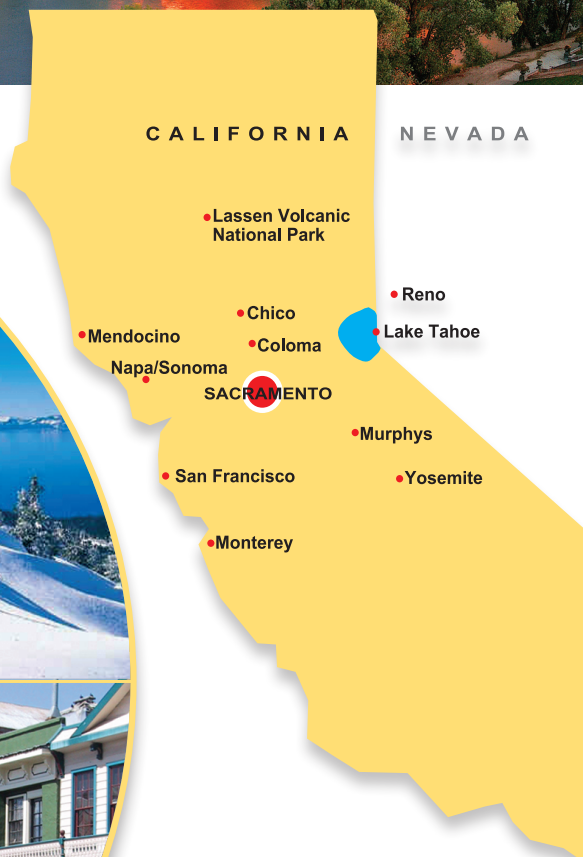 CALIFORNIA
NEVADA
Lassen Volcanic
National Park
Reno
Chico
Lake Tahoe
Mendocino
Coloma
Napa/Sonoma
SACRAMENTO
Murphys
San Francisco
Yosemite
Monterey